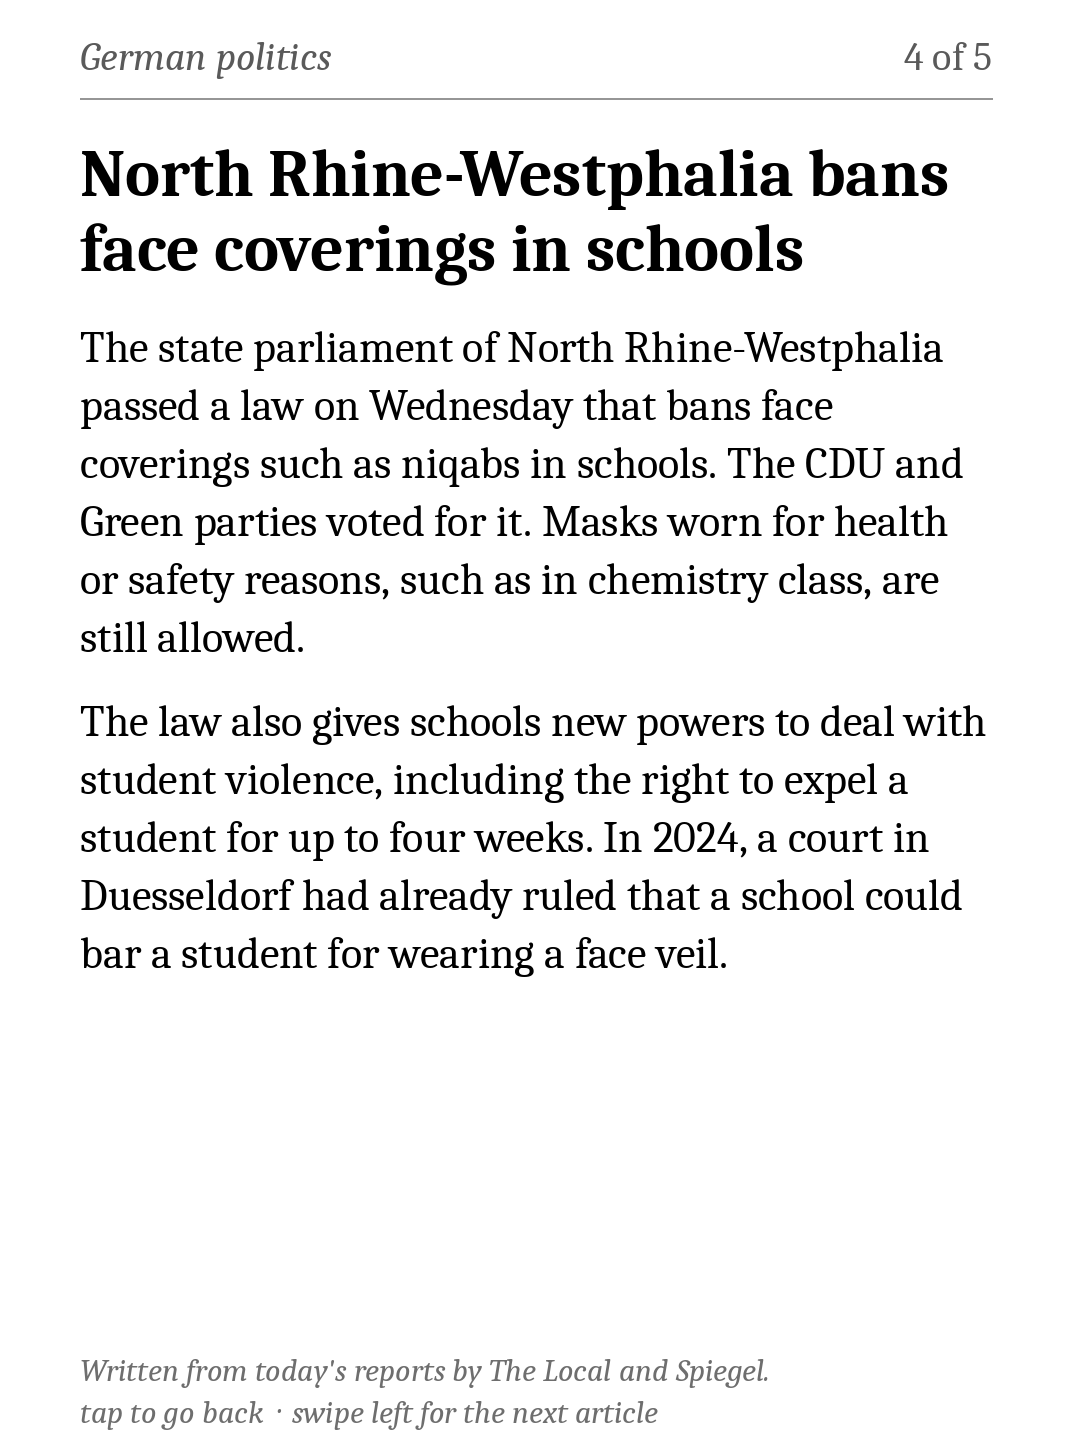 German politics
4 of 5
North Rhine-Westphalia bans
face coverings in schools
The state parliament of North Rhine-Westphalia
passed a law on Wednesday that bans face
coverings such as niqabs in schools. The CDU and
Green parties voted for it. Masks worn for health
or safety reasons, such as in chemistry class, are
still allowed.
The law also gives schools new powers to deal with
student violence, including the right to expel a
student for up to four weeks. In 2024, a court in
Duesseldorf had already ruled that a school could
bar a student for wearing a face veil.
Written from today's reports by The Local and Spiegel.
tap to go back · swipe left for the next article